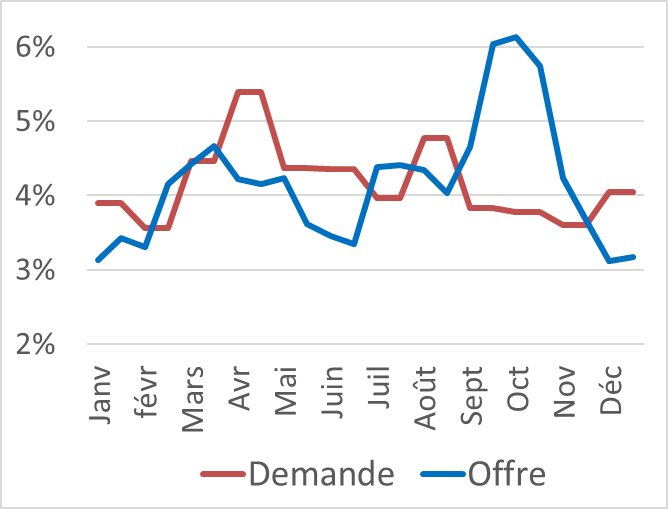 6%
5%
4%
3%
2%
Janv
févr
Mars
Avr
Mai
Juin
Juil
Août
Sept
Oct
Nov
Déc
Demande Offre